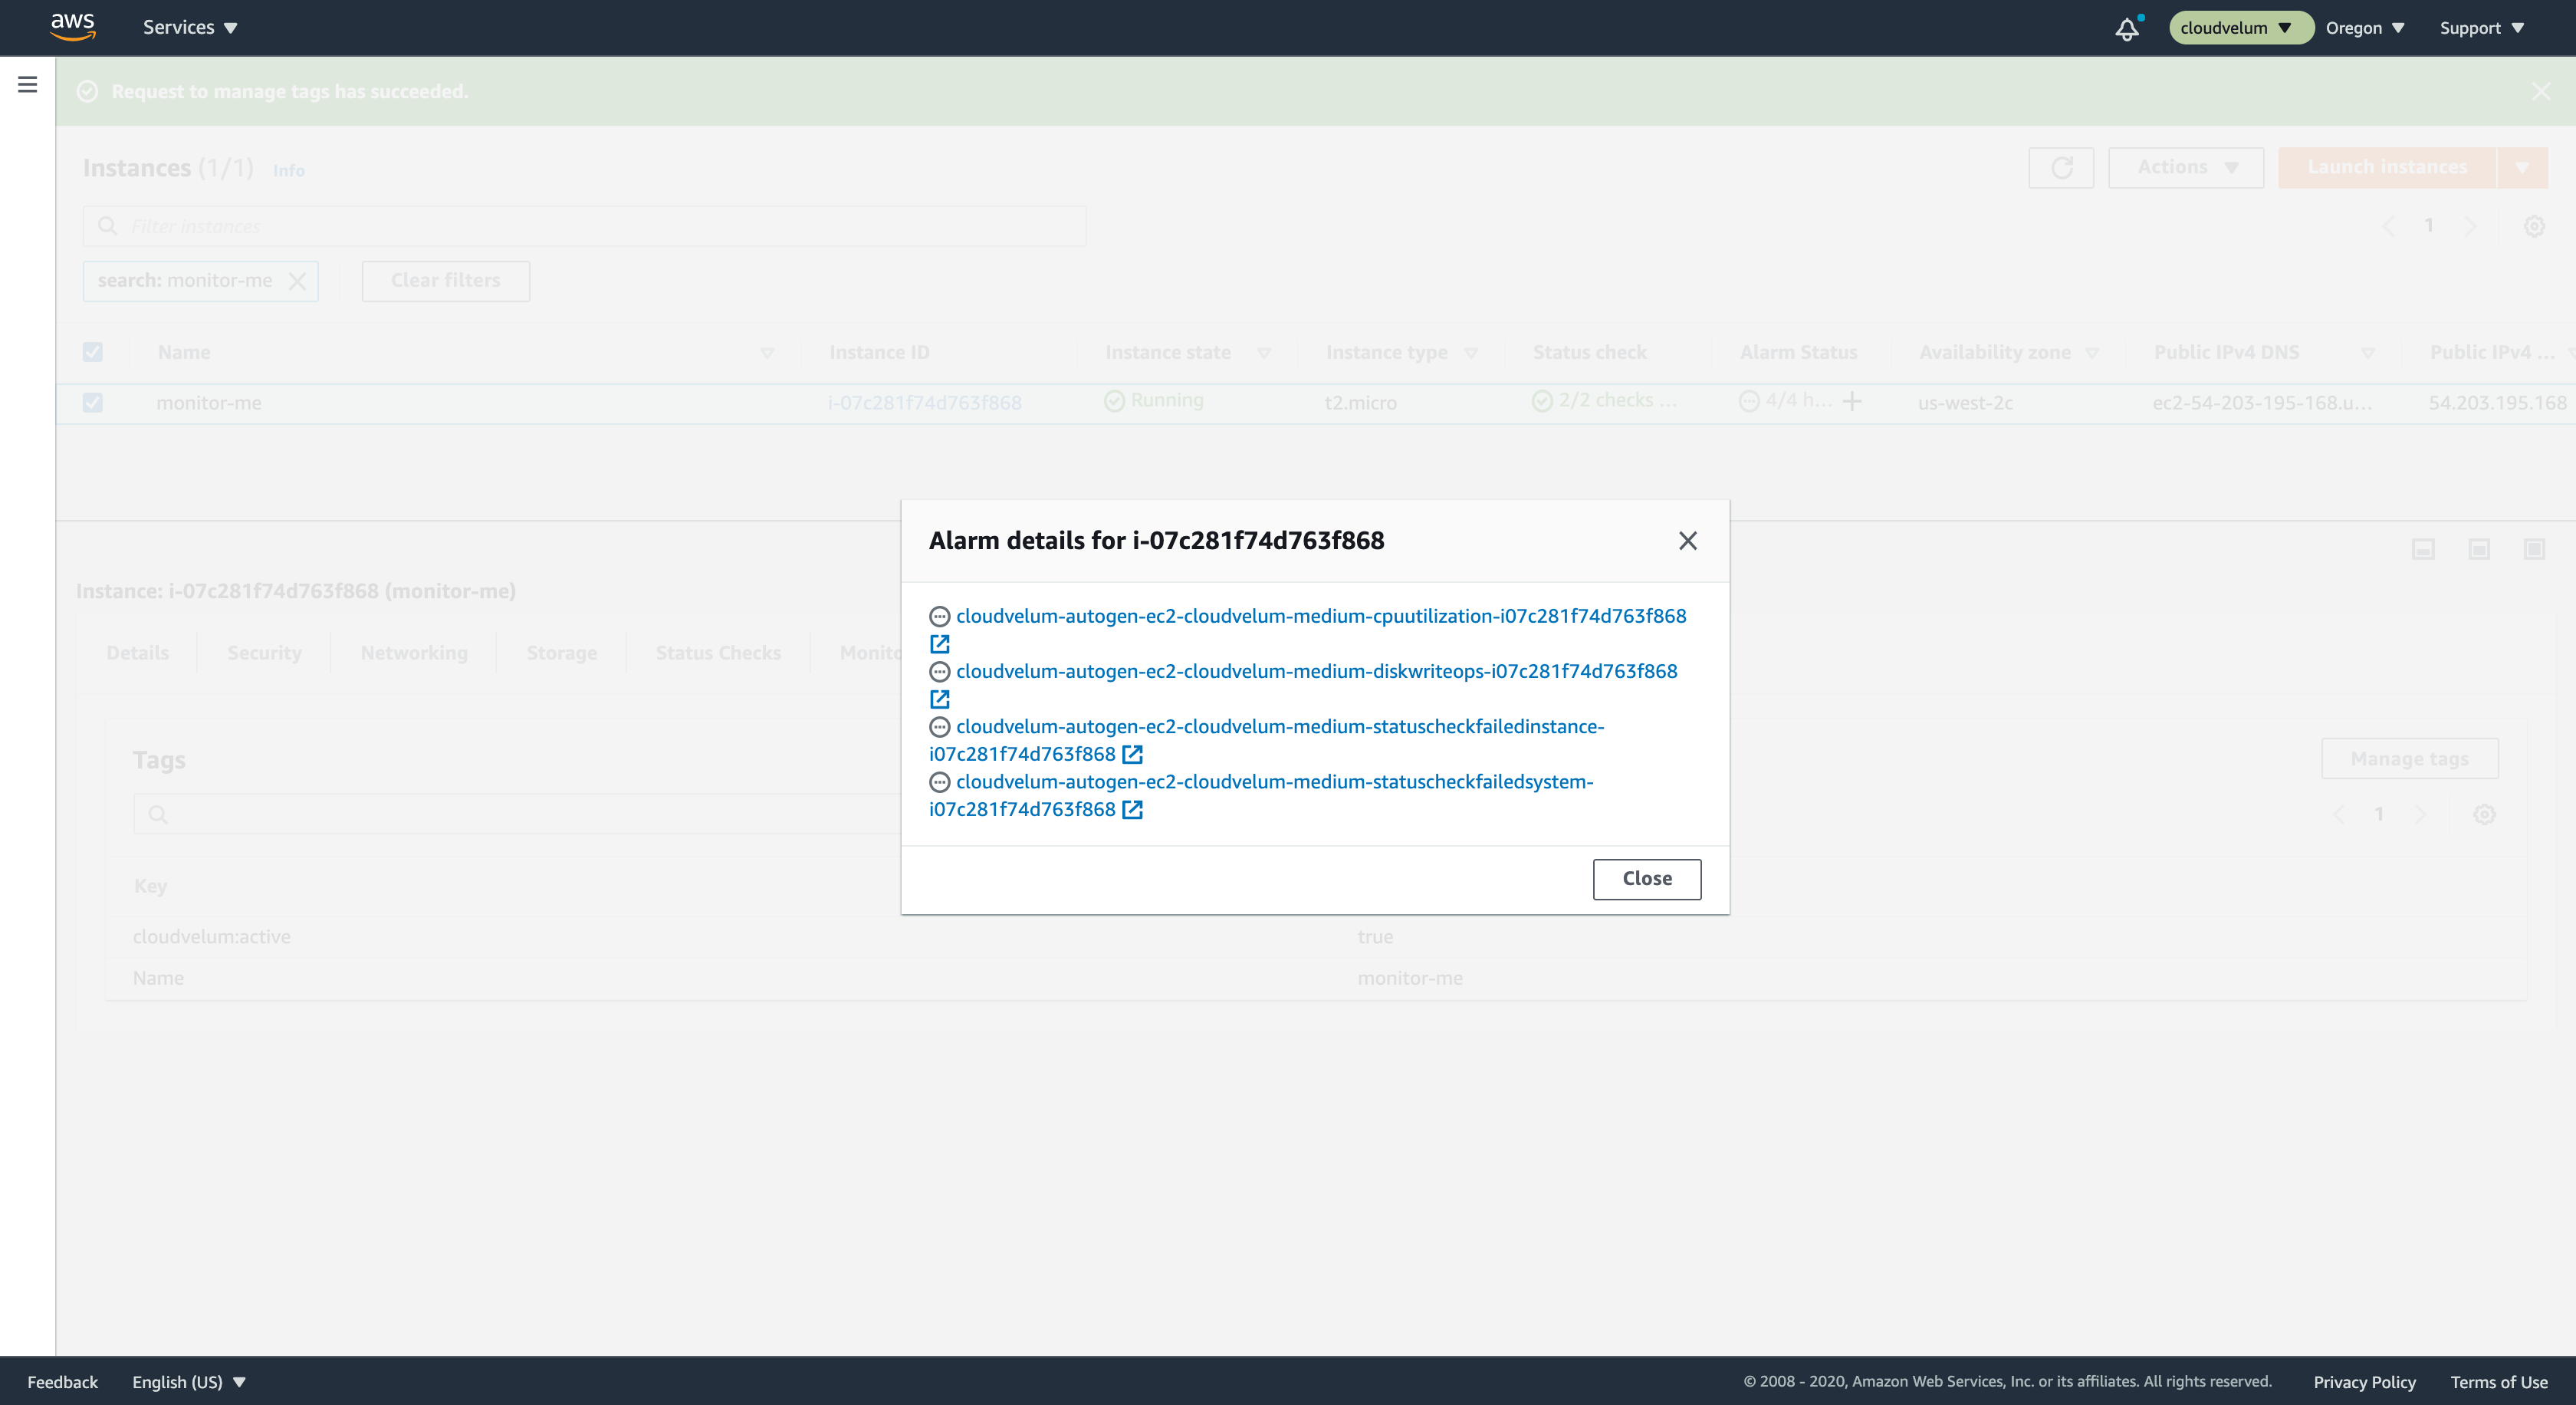 aws Services cloudvelum Oregon Support
Request to manage tags has succeeded.
Instances (1/1) Info
Actions Launch instances
Filter instances
1
search: monitor-me Clear filters
Name Instance ID Instance state Instance type Status check Alarm Status Availability zone Public IPv4 DNS Public IPv4 ...
monitor-me i-07c281f74d763f868 Running t2.micro 2/2 checks ... 4/4 h... us-west-2c ec2-54-203-195-168.u... 54.203.195.168
Alarm details for i-07c281f74d763f868
cloudvelum-autogen-ec2-cloudvelum-medium-cpuutilization-i07c281f74d763f868
cloudvelum-autogen-ec2-cloudvelum-medium-diskwriteops-i07c281f74d763f868
cloudvelum-autogen-ec2-cloudvelum-medium-statuscheckfailedinstance-
i07c281f74d763f868
cloudvelum-autogen-ec2-cloudvelum-medium-statuscheckfailedsystem-
i07c281f74d763f868
Close
Instance: i-07c281f74d763f868 (monitor-me)
Details Security Networking Storage Status Checks Monito
Tags Manage tags
1
Key
cloudvelum:active true
Name monitor-me
Feedback English (US) © 2008 - 2020, Amazon Web Services, Inc. or its affiliates. All rights reserved. Privacy Policy Terms of Use